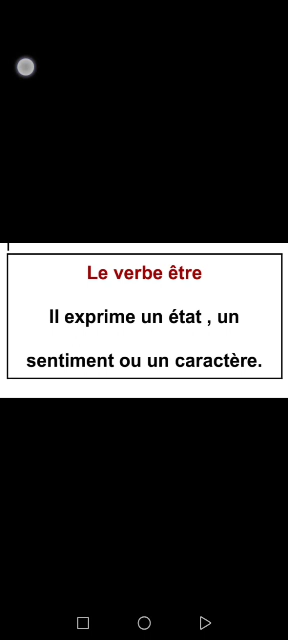 Le verbe être
Il exprime un état , un
sentiment ou un caractère.